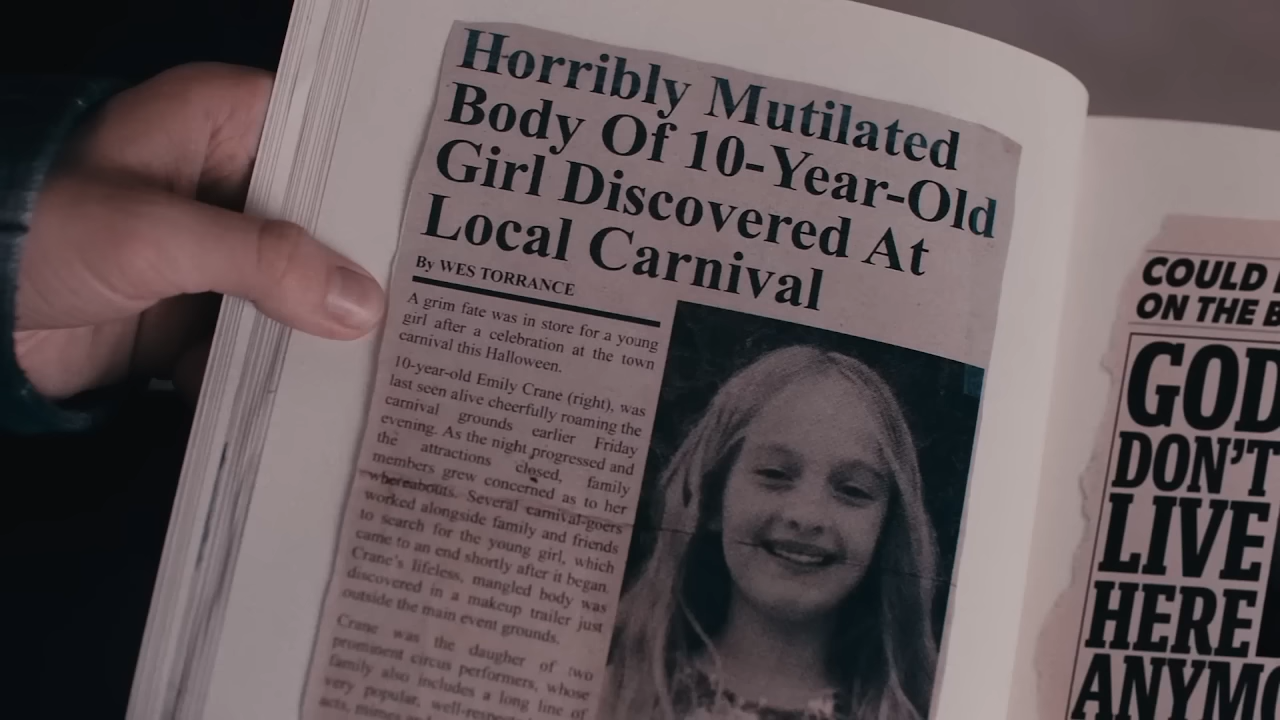 Horribly Mutilated
Body Of 10-Year-Old
Girl Discovered At
Local Carnival
By WES TORRANCE
A grim fate was in store for a young
girl after a celebration at the town
carnival this Halloween.
10-year-old Emily Crane (right), was
last seen alive cheerfully roaming the
carnival grounds earlier Friday
evening. As the night progressed and
the attractions closed, family
members grew concerned as to her
whereabouts. Several carnival-goers
worked alongside family and friends
to search for the young girl, which
came to an end shortly after it began
Crane's lifeless, mangled body was
discovered in a makeup trailer just
outside the main event grounds.
Crane was the daughter of two
prominent circus performers, whose
family also includes a long line of
very popular, well-respected
acts, mimes
COULD
ON THE
GOD
DON'T
LIVE
HERE